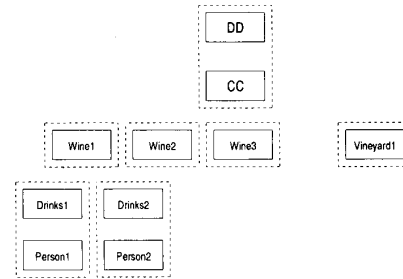 DD
CC
Wine1 Wine2 Wine3 Vineyard1
Drinks1 Drinks2
Person1 Person2